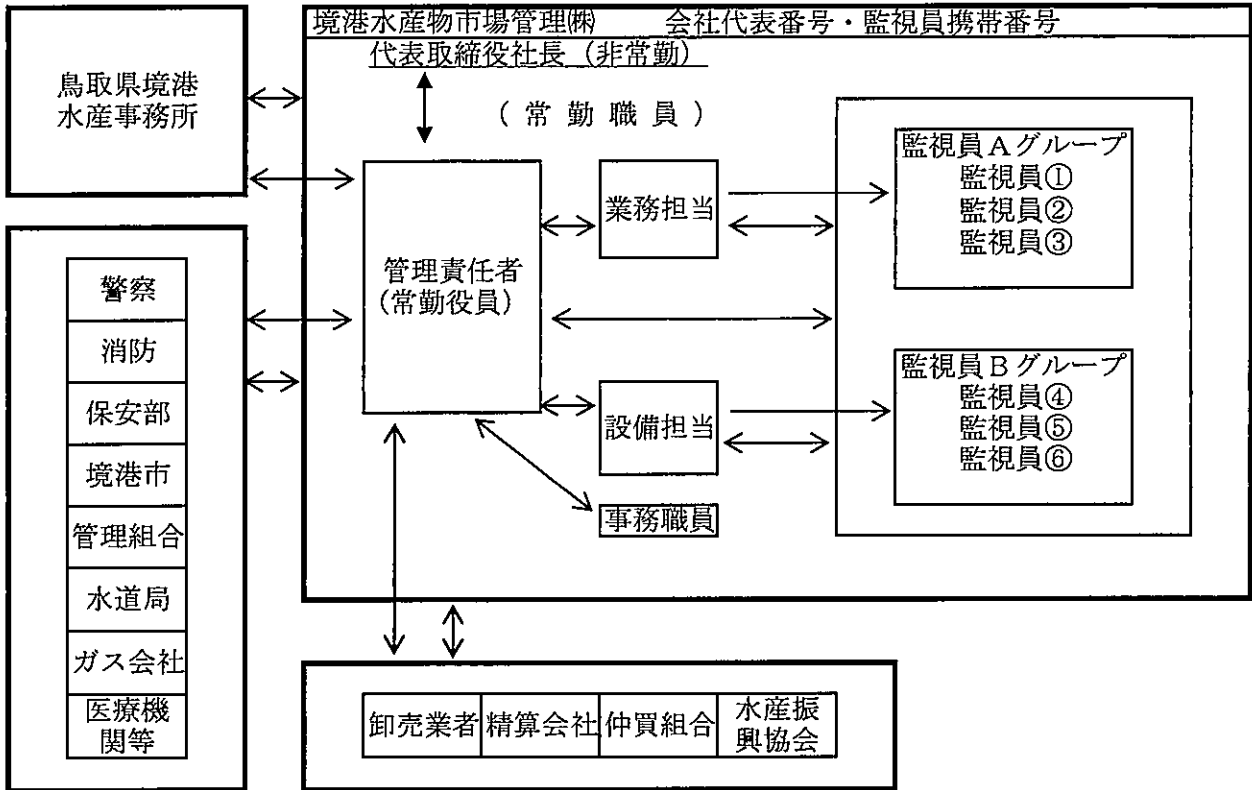 境港水産物市場管理㈱　会社代表番号・監視員携帯番号
代表取締役社長（非常勤）
（常勤職員）
鳥取県境港
水産事務所
管理責任者
（常勤役員）
業務担当
設備担当
事務職員
監視員Ａグループ
監視員①
監視員②
監視員③
監視員Ｂグループ
監視員④
監視員⑤
監視員⑥
警察
消防
保安部
境港市
管理組合
水道局
ガス会社
医療機
関等
卸売業者
精算会社
仲買組合
水産振
興協会